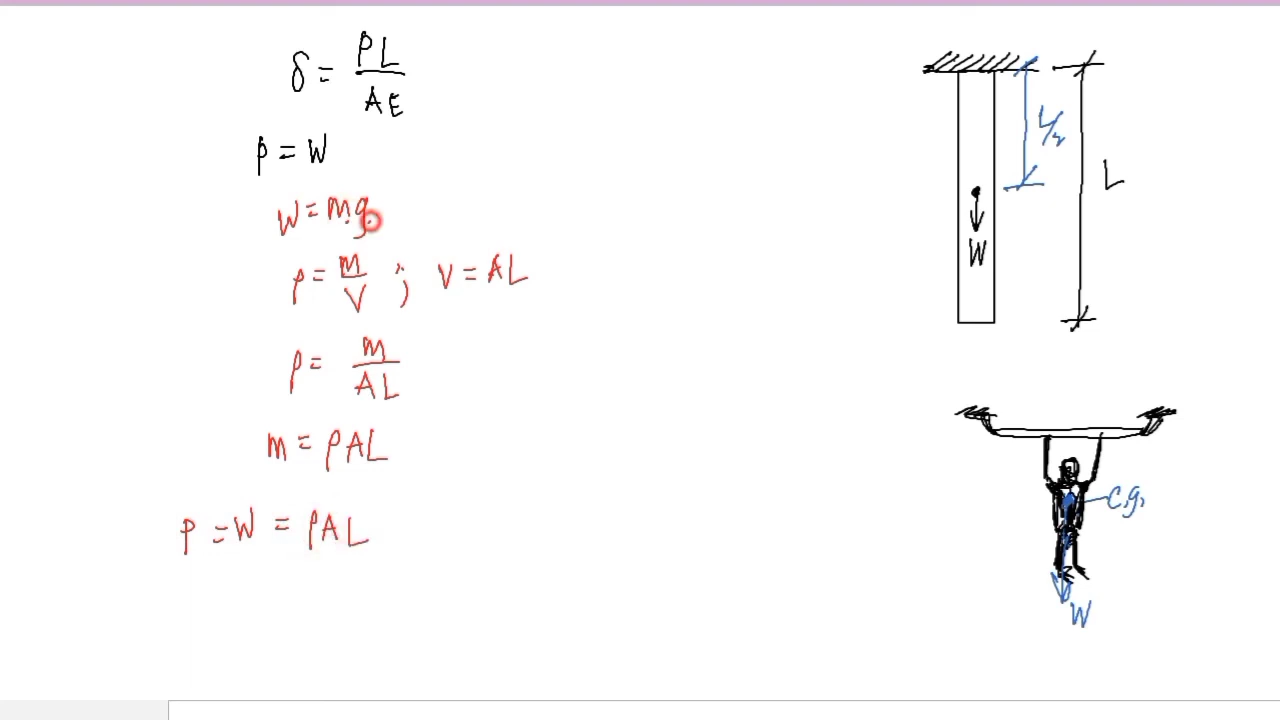 δ = PL / AE
P = W
W = mg
ρ = m / V ; V = AL
ρ = m / AL
m = ρAL
P = W = ρAL
L/2
L
W
C.g.
W